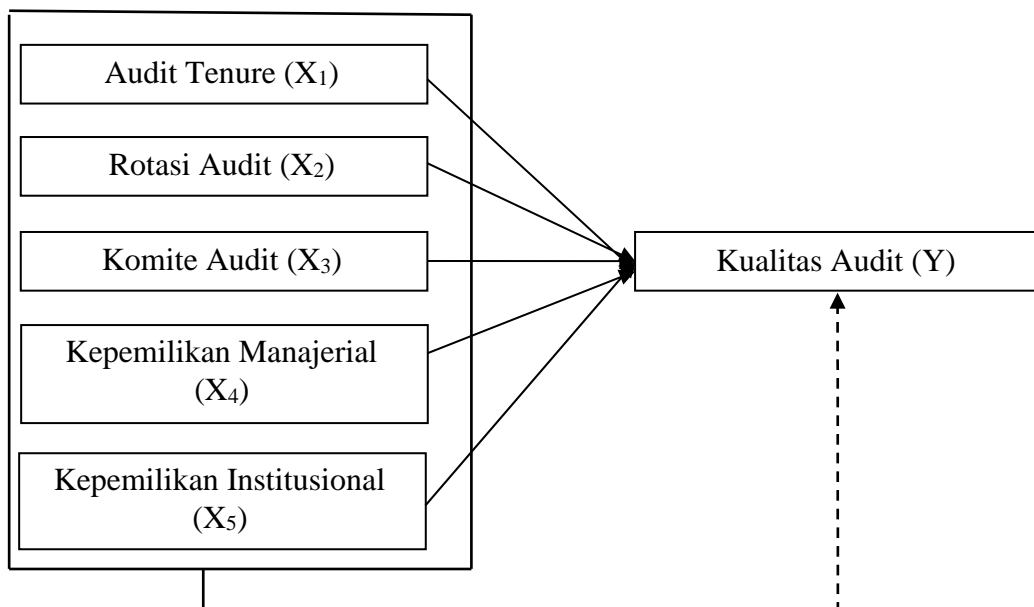 Audit Tenure (X₁)
Rotasi Audit (X₂)
Komite Audit (X₃)
Kualitas Audit (Y)
Kepemilikan Manajerial
(X₄)
Kepemilikan Institusional
(X₅)